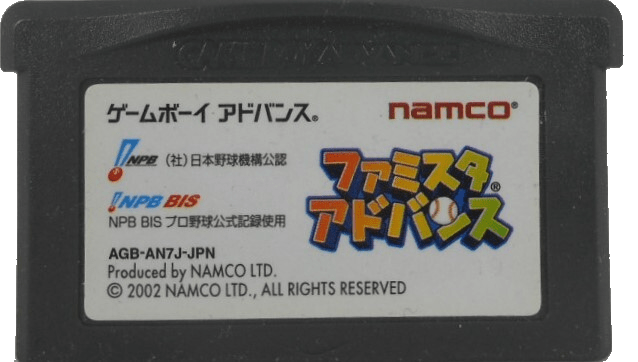 ゲームボーイ アドバンス®
namco®
NPB (社)日本野球機構公認
NPB BIS
NPB BIS プロ野球公式記録使用
ファミスタ®
アドバンス
AGB-AN7J-JPN
Produced by NAMCO LTD.
© 2002 NAMCO LTD., ALL RIGHTS RESERVED